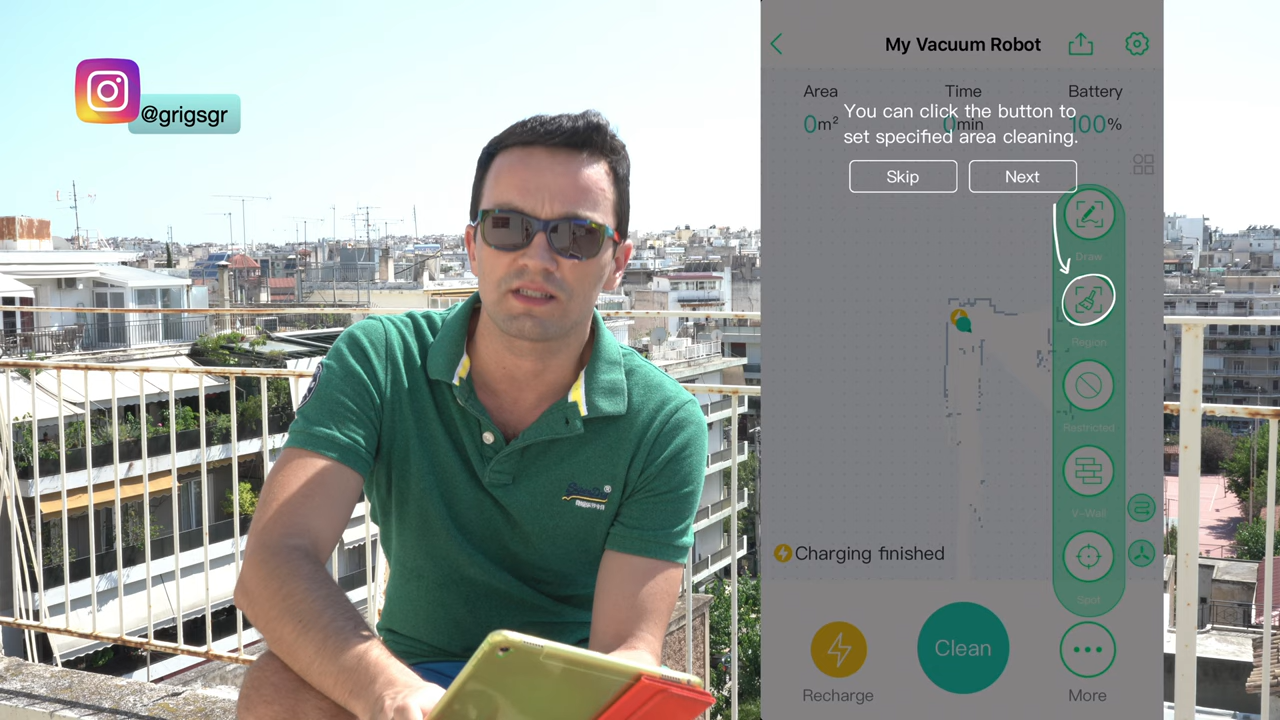 @grigsgr
My Vacuum Robot
Area
Time
Battery
You can click the button to
set specified area cleaning.
0m²
0min
100%
Skip
Next
Draw
Region
Restricted
V-Wall
Spot
Charging finished
Clean
Recharge
More